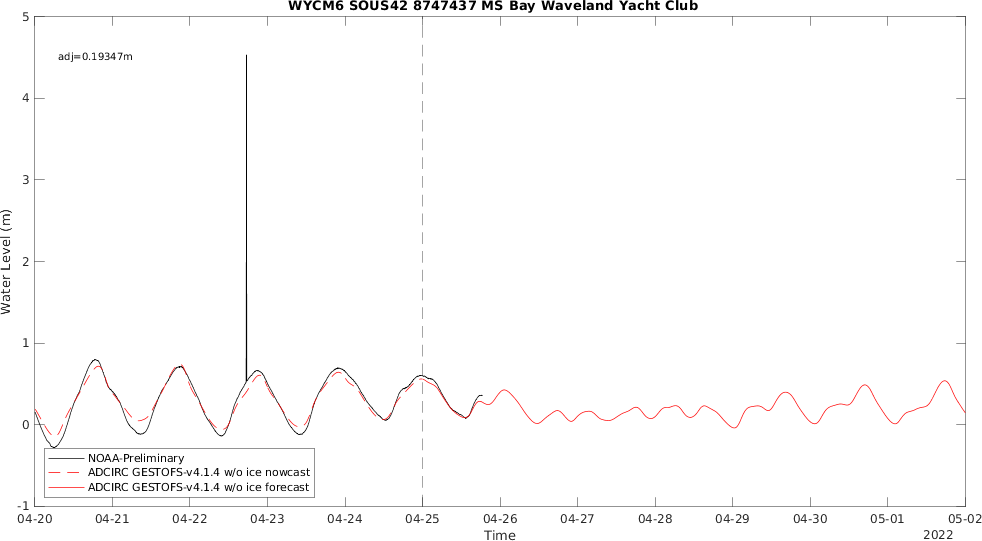 WYCM6 SOUS42 8747437 MS Bay Waveland Yacht Club
adj=0.19347m
Water Level (m)
5
4
3
2
1
0
-1
NOAA-Preliminary
ADCIRC GESTOFS-v4.1.4 w/o ice nowcast
ADCIRC GESTOFS-v4.1.4 w/o ice forecast
04-20 04-21 04-22 04-23 04-24 04-25 04-26 04-27 04-28 04-29 04-30 05-01 05-02
Time
2022